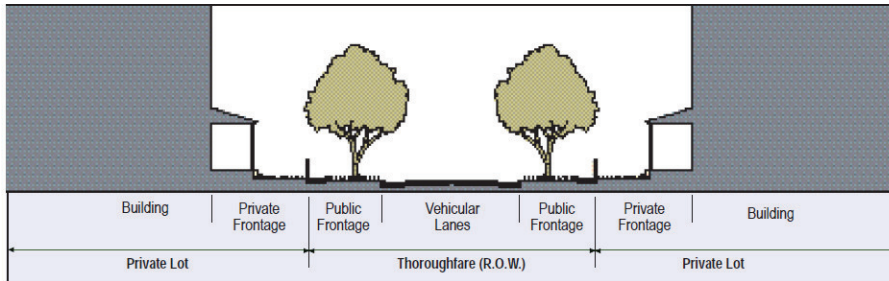 Building
Private
Frontage
Public
Frontage
Vehicular
Lanes
Public
Frontage
Private
Frontage
Building
Private Lot
Thoroughfare (R.O.W.)
Private Lot